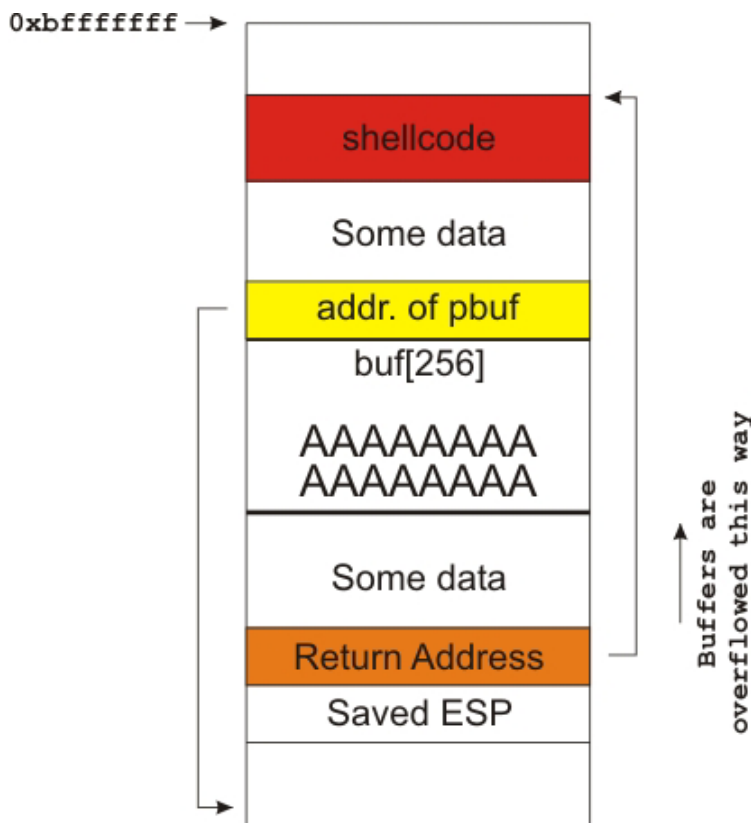 0xbfffffff
shellcode
Some data
addr. of pbuf
buf[256]
AAAAAAAA
AAAAAAAA
Some data
Return Address
Saved ESP
Buffers are
overflowed this way